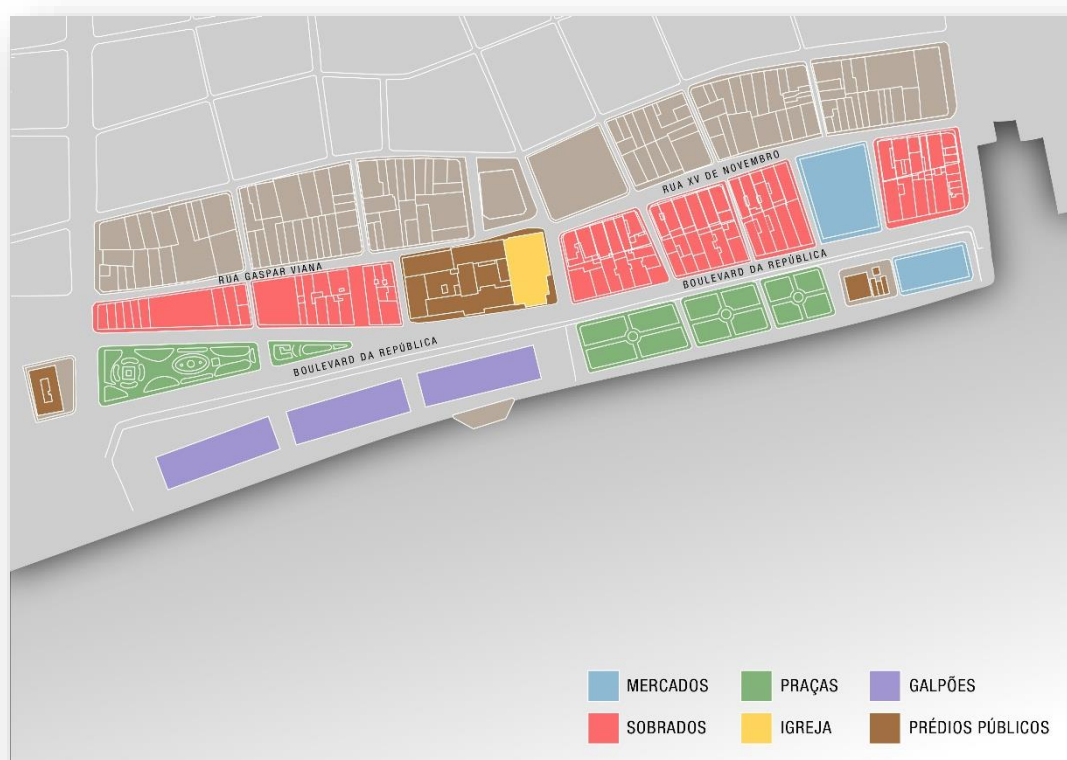 RUA XV DE NOVEMBRO
RUA GASPAR VIANA
BOULEVARD DA REPÚBLICA
BOULEVARD DA REPÚBLICA
MERCADOS
PRAÇAS
GALPÕES
SOBRADOS
IGREJA
PRÉDIOS PÚBLICOS